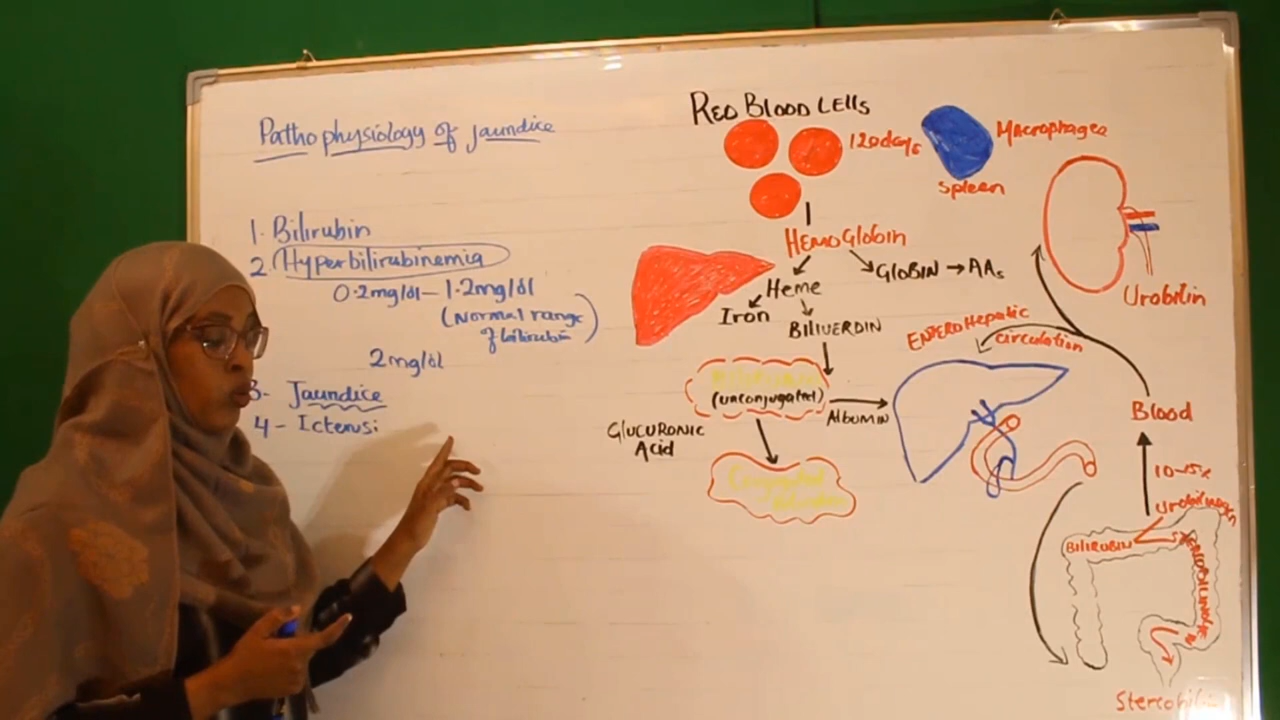 Pathophysiology of Jaundice
1. Bilirubin
2. Hyperbilirubinemia
0.2mg/dl - 1.2mg/dl
(Normal range
of bilirubin)
2mg/dl
3- Jaundice
4 - Icterusi
RED BLOOD CELLS
120days
Macrophages
Spleen
HEMOGlobin
GloBIN → AAs
Heme
Iron
BILIVERDIN
(unconjugated)
Albumin
Glucuronic
Acid
Conjugated
ENTEROHepatic
circulation
Urobilin
Blood
10-15%
Urobilinogen
BILIRUBIN